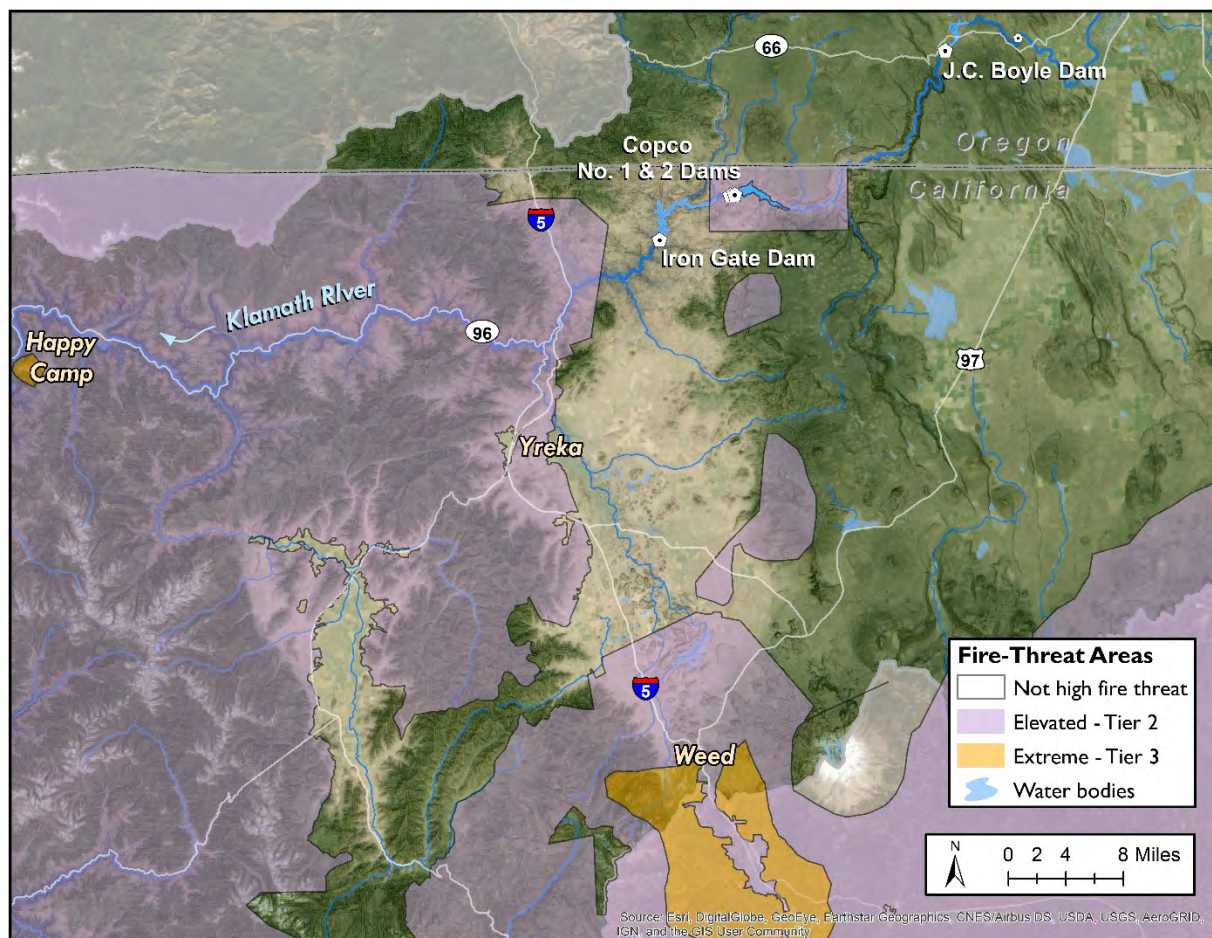 66
J.C. Boyle Dam
Copco
No. 1 & 2 Dams
Oregon
California
5
Iron Gate Dam
Klamath RIver
96
Happy
Camp
97
Yreka
5
Weed
Fire-Threat Areas
Not high fire threat
Elevated - Tier 2
Extreme - Tier 3
Water bodies
N
0 2 4 8 Miles
Source: Esri, DigitalGlobe, GeoEye, Earthstar Geographics, CNES/Airbus DS, USDA, USGS, AeroGRID,
IGN, and the GIS User Community